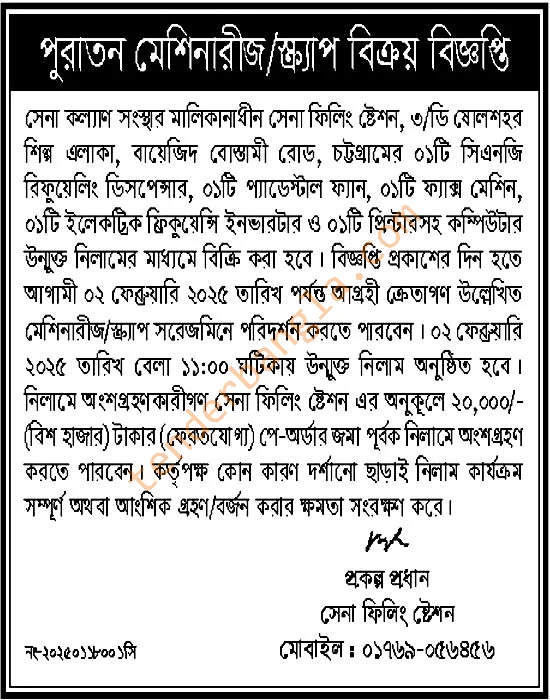 পুরাতন মেশিনারীজ/স্ক্র্যাপ বিক্রয় বিজ্ঞপ্তি
সেনা কল্যাণ সংস্থার মালিকানাধীন সেনা ফিলিং ষ্টেশন, ৩/ডি ষোলশহর
শিল্প এলাকা, বায়েজিদ বোস্তামী রোড, চট্টগ্রামের ০১টি সিএনজি
রিফুয়েলিং ডিসপেন্সার, ০১টি প্যাডেস্টাল ফ্যান, ০১টি ফ্যাক্স মেশিন,
০১টি ইলেকট্রিক ফ্রিকুয়েন্সি ইনভারটার ও ০১টি প্রিন্টারসহ কম্পিউটার
উন্মুক্ত নিলামের মাধ্যমে বিক্রি করা হবে। বিজ্ঞপ্তি প্রকাশের দিন হতে
আগামী ০২ ফেব্রুয়ারি ২০২৫ তারিখ পর্যন্ত আগ্রহী ক্রেতাগণ উল্লেখিত
মেশিনারীজ/স্ক্র্যাপ সরেজমিনে পরিদর্শন করতে পারবেন। ০২ ফেব্রুয়ারি
২০২৫ তারিখ বেলা ১১:০০ ঘটিকায় উন্মুক্ত নিলাম অনুষ্ঠিত হবে।
নিলামে অংশগ্রহণকারীগণ সেনা ফিলিং ষ্টেশন এর অনুকূলে ২০,০০০/-
(বিশ হাজার) টাকার (ফেরতযোগ্য) পে-অর্ডার জমা পূর্বক নিলামে অংশগ্রহণ
করতে পারবেন। কর্তৃপক্ষ কোন কারণ দর্শানো ছাড়াই নিলাম কার্যক্রম
সম্পূর্ণ অথবা আংশিক গ্রহণ/বর্জন করার ক্ষমতা সংরক্ষণ করে।
প্রকল্প প্রধান
সেনা ফিলিং ষ্টেশন
মোবাইল : ০১৭৬৯-০৫৬৪৫৬
নং-২০২৫০১১৮০০১সি
tenderbangla.com